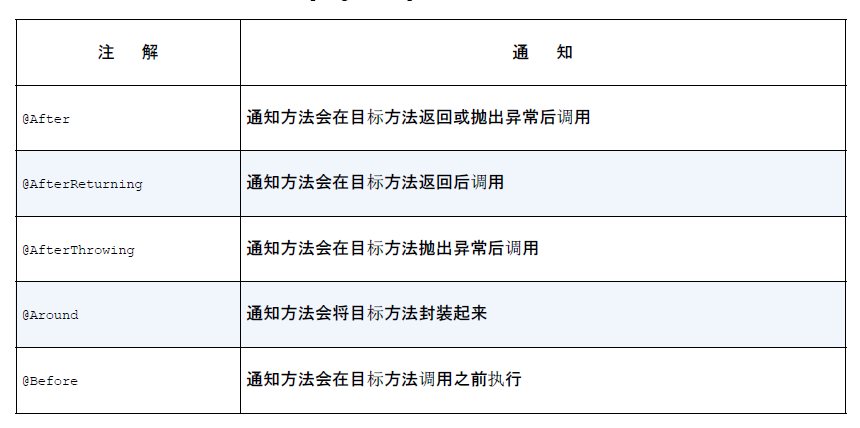 注 解 通 知
@After 通知方法会在目标方法返回或抛出异常后调用
@AfterReturning 通知方法会在目标方法返回后调用
@AfterThrowing 通知方法会在目标方法抛出异常后调用
@Around 通知方法会将目标方法封装起来
@Before 通知方法会在目标方法调用之前执行